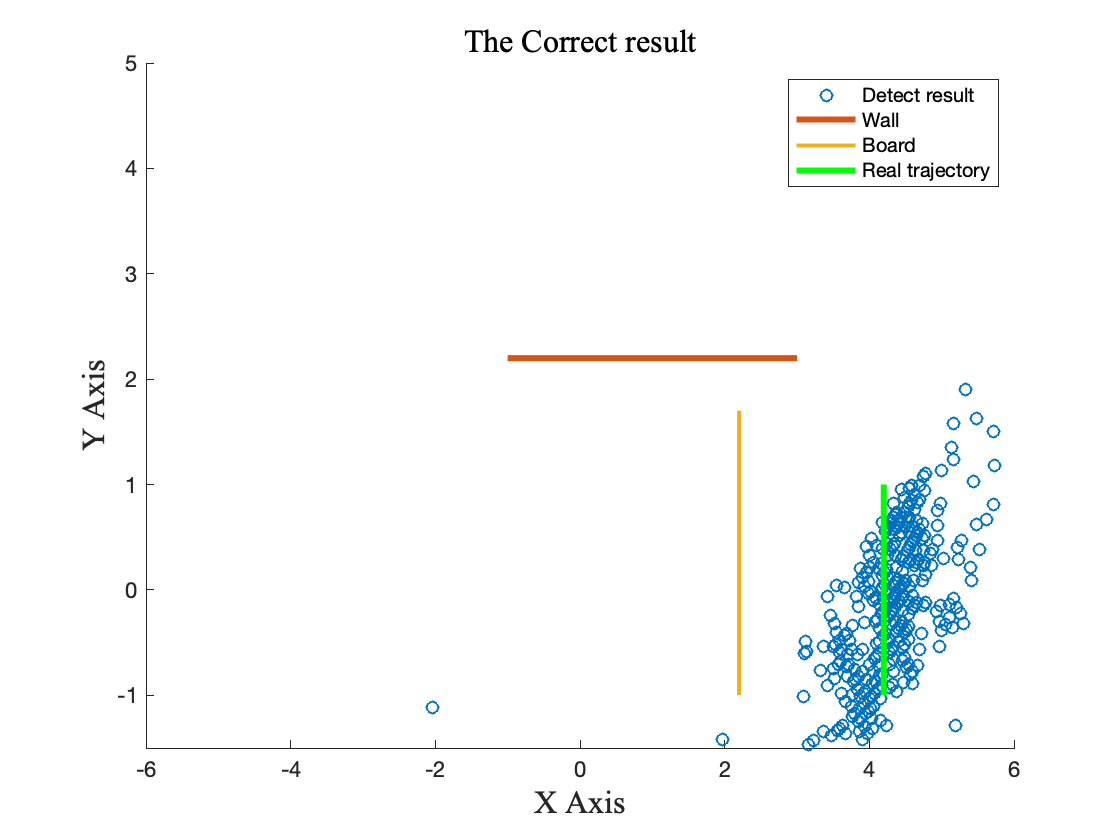 The Correct result
Detect result
Wall
Board
Real trajectory
5
4
3
2
1
0
-1
Y Axis
-6
-4
-2
0
2
4
6
X Axis